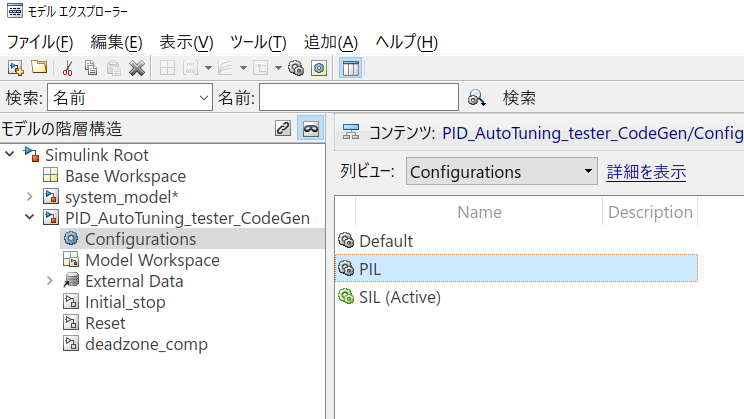 モデル エクスプローラー
ファイル(F) 編集(E) 表示(V) ツール(T) 追加(A) ヘルプ(H)
検索: 名前 名前: 検索
モデルの階層構造
Simulink Root
Base Workspace
system_model*
PID_AutoTuning_tester_CodeGen
Configurations
Model Workspace
External Data
Initial_stop
Reset
deadzone_comp
コンテンツ: PID_AutoTuning_tester_CodeGen/Config
列ビュー: Configurations 詳細を表示
Name Description
Default
PIL
SIL (Active)